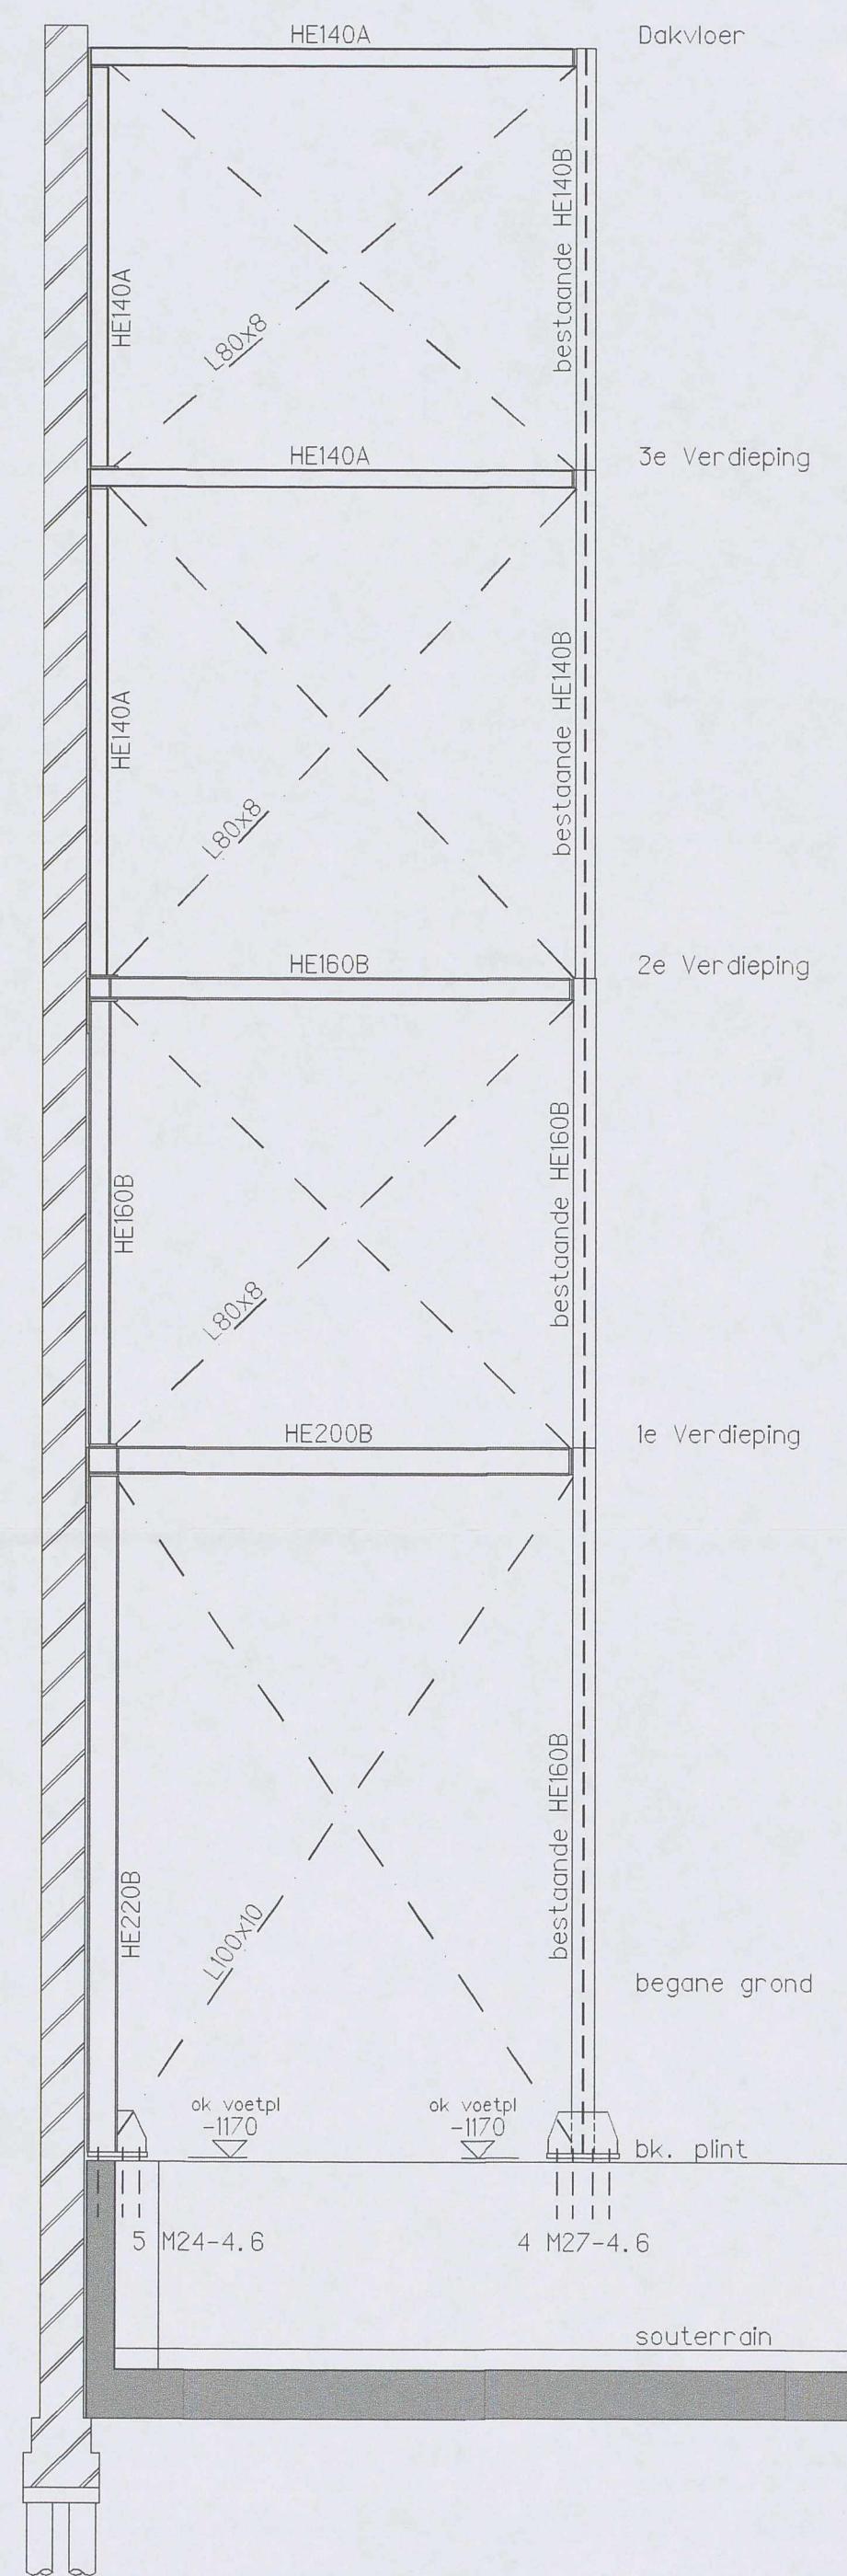 HE140A
Dakvloer
bestaande HE140B
HE140A
L80x8
HE140A
3e Verdieping
bestaande HE140B
HE140A
L80x8
HE160B
2e Verdieping
bestaande HE160B
HE160B
L80x8
HE200B
1e Verdieping
bestaande HE160B
HE220B
L100x10
begane grond
ok voetpl
-1170
ok voetpl
-1170
bk. plint
5 M24-4.6
4 M27-4.6
souterrain